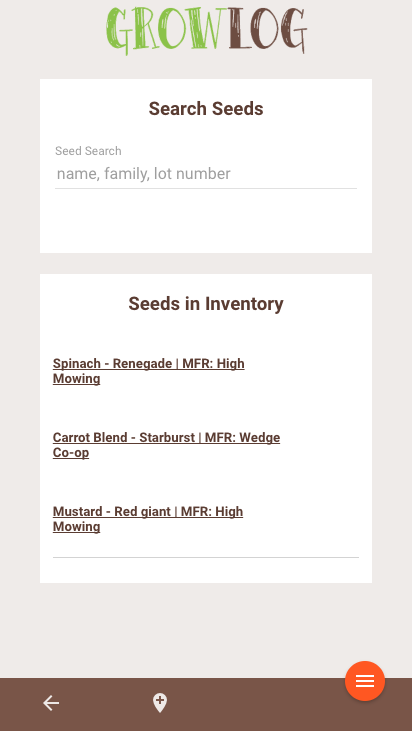 GROWLOG
Search Seeds
Seed Search
name, family, lot number
Seeds in Inventory
Spinach - Renegade | MFR: High
Mowing
Carrot Blend - Starburst | MFR: Wedge
Co-op
Mustard - Red giant | MFR: High
Mowing